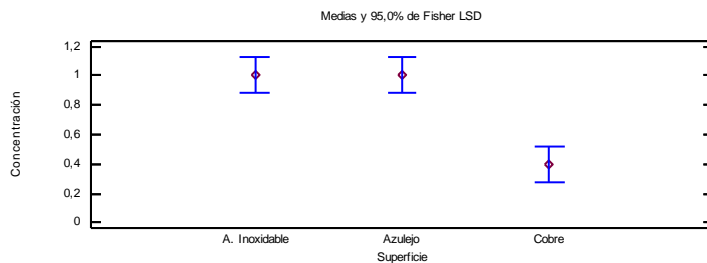 Medias y 95,0% de Fisher LSD
1,2
1
0,8
0,6
0,4
0,2
0
Concentración
A. Inoxidable Azulejo Cobre
Superficie